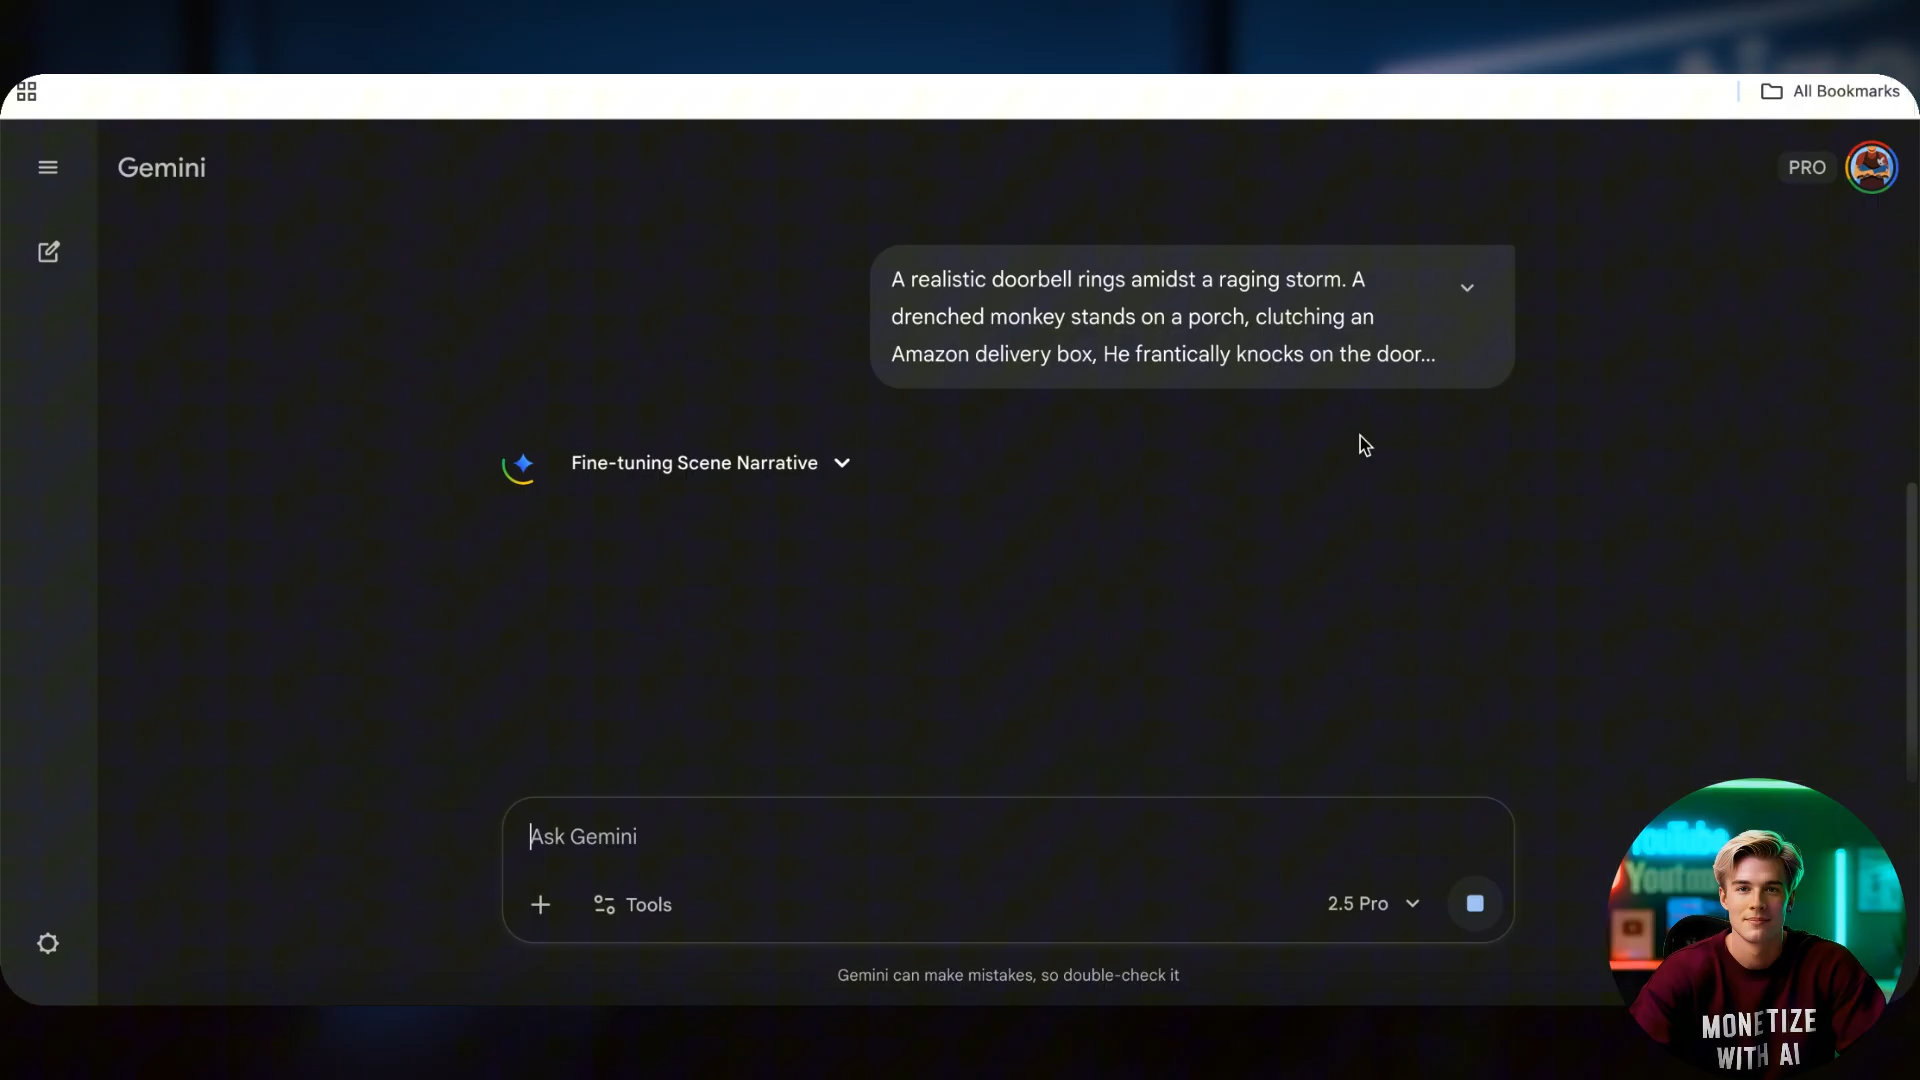 All Bookmarks
Gemini
PRO
A realistic doorbell rings amidst a raging storm. A
drenched monkey stands on a porch, clutching an
Amazon delivery box, He frantically knocks on the door...
Fine-tuning Scene Narrative
Ask Gemini
Tools
2.5 Pro
Gemini can make mistakes, so double-check it
YouTube
MONETIZE
WITH AI